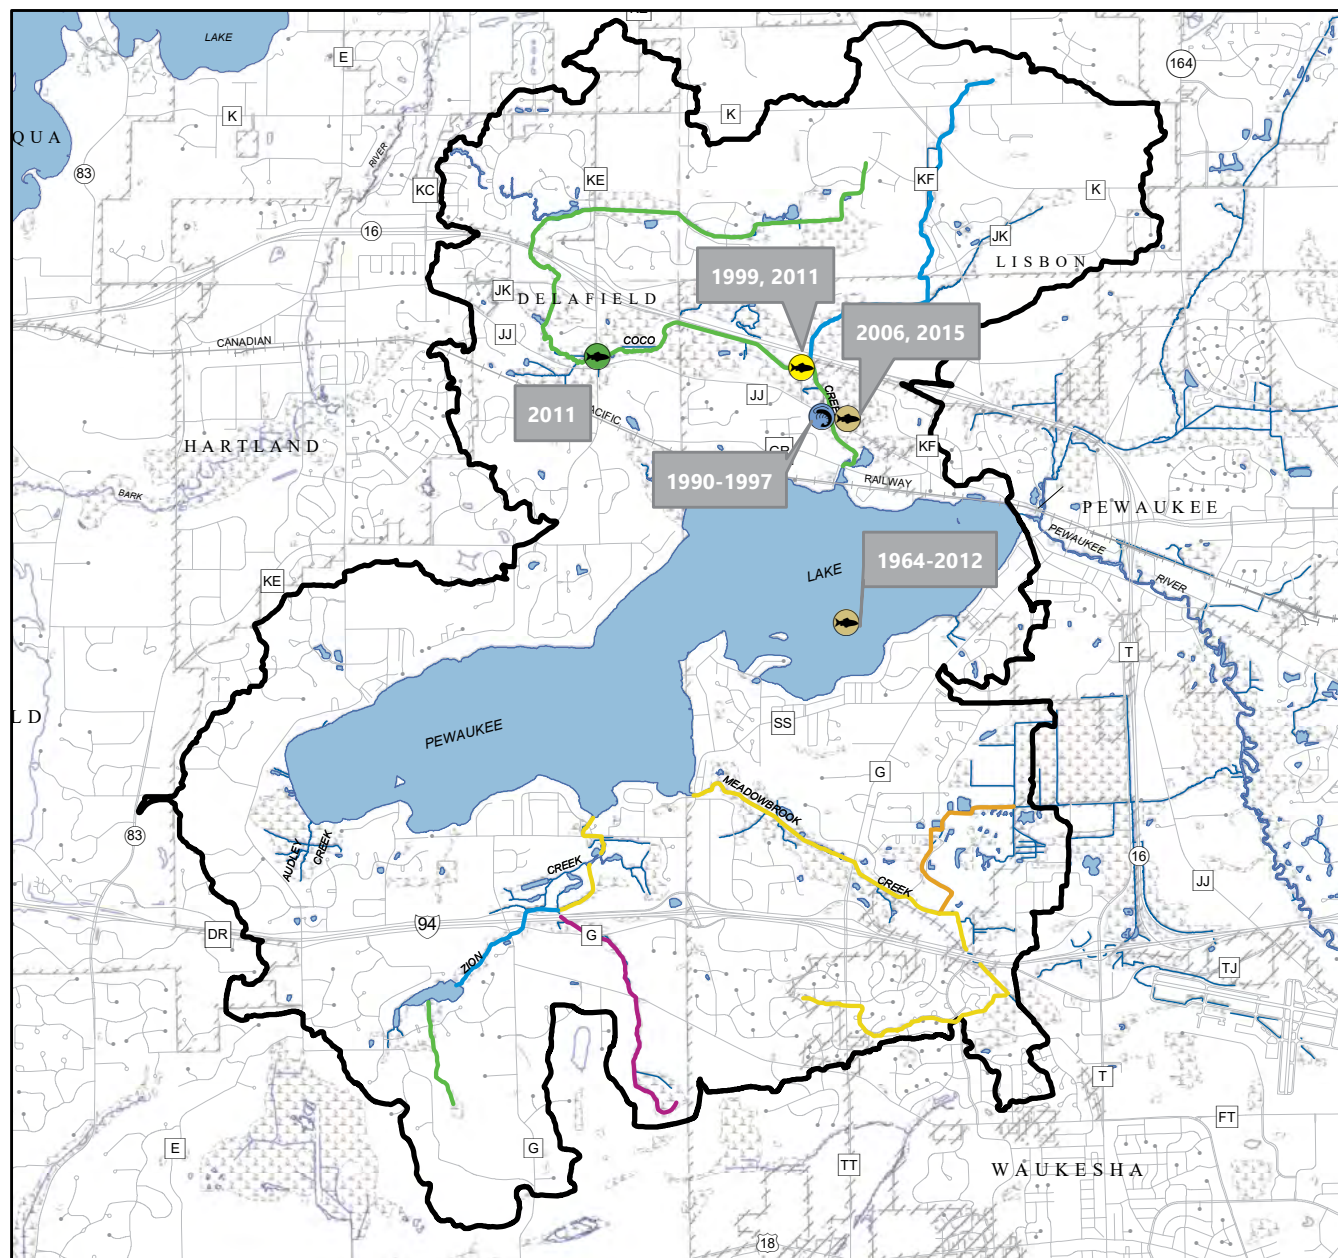 LAKE
E
164
K
K
QUA
RIVER
83
KC
KE
KF
K
16
JK
LISBON
1999, 2011
JK
DELAFIELD
2006, 2015
JJ
CANADIAN
COCO
JJ
CREEK
2011
PACIFIC
HARTLAND
KF
1990-1997
RAILWAY
BARK
PEWAUKEE
PEWAUKEE
LAKE
1964-2012
RIVER
KE
T
LD
SS
PEWAUKEE
G
MEADOWBROOK
83
AUDLEY
CREEK
CREEK
16
CREEK
JJ
94
DR
G
ZION
TJ
T
FT
E
G
TT
WAUKESHA
18